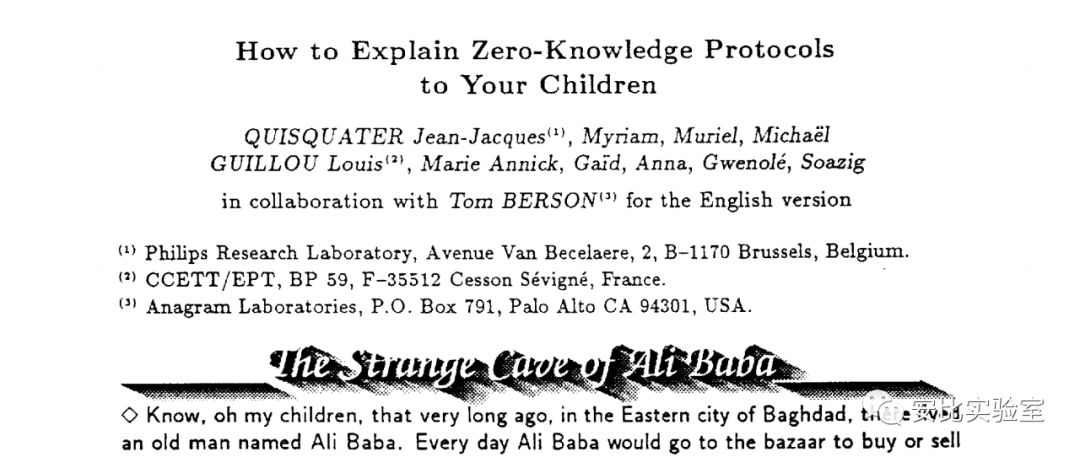 How to Explain Zero-Knowledge Protocols
to Your Children
QUISQUATER Jean-Jacques⁽¹⁾, Myriam, Muriel, Michaël
GUILLOU Louis⁽²⁾, Marie Annick, Gaïd, Anna, Gwenolé, Soazig
in collaboration with Tom BERSON⁽³⁾ for the English version
⁽¹⁾ Philips Research Laboratory, Avenue Van Becelaere, 2, B–1170 Brussels, Belgium.
⁽²⁾ CCETT/EPT, BP 59, F–35512 Cesson Sévigné, France.
⁽³⁾ Anagram Laboratories, P.O. Box 791, Palo Alto CA 94301, USA.
The Strange Cave of Ali Baba
◇ Know, oh my children, that very long ago, in the Eastern city of Baghdad, there lived
an old man named Ali Baba. Every day Ali Baba would go to the bazaar to buy or sell
安比实验室